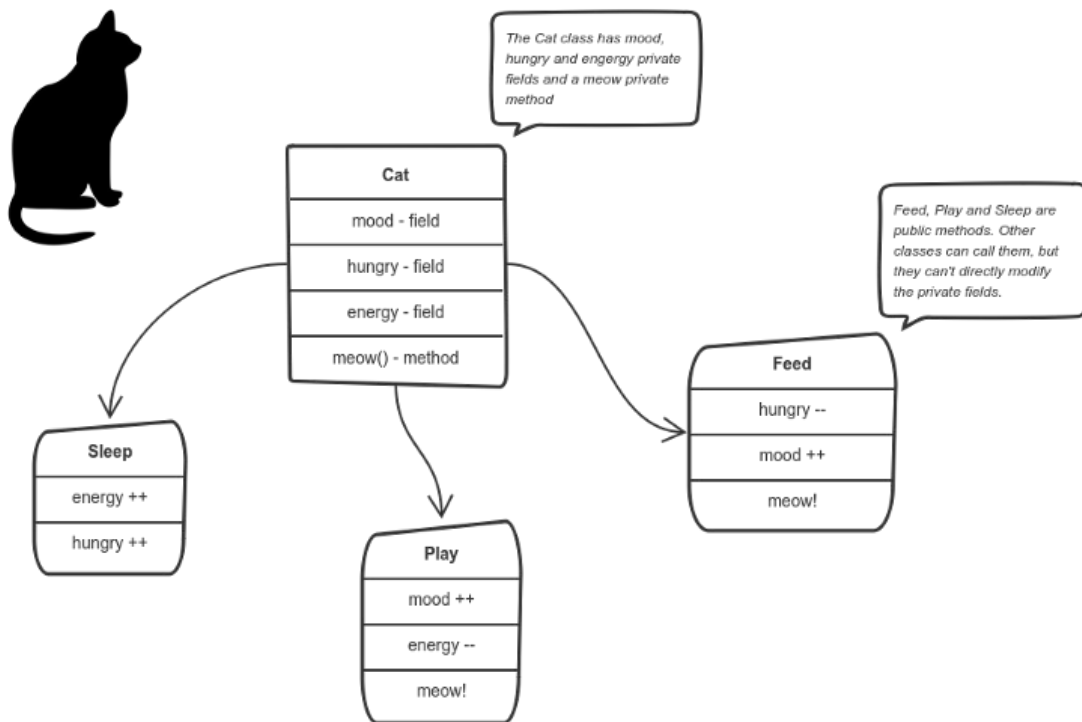 The Cat class has mood,
hungry and engergy private
fields and a meow private
method
Cat
mood - field
hungry - field
energy - field
meow() - method
Feed, Play and Sleep are
public methods. Other
classes can call them, but
they can't directly modify
the private fields.
Feed
hungry --
mood ++
meow!
Sleep
energy ++
hungry ++
Play
mood ++
energy --
meow!